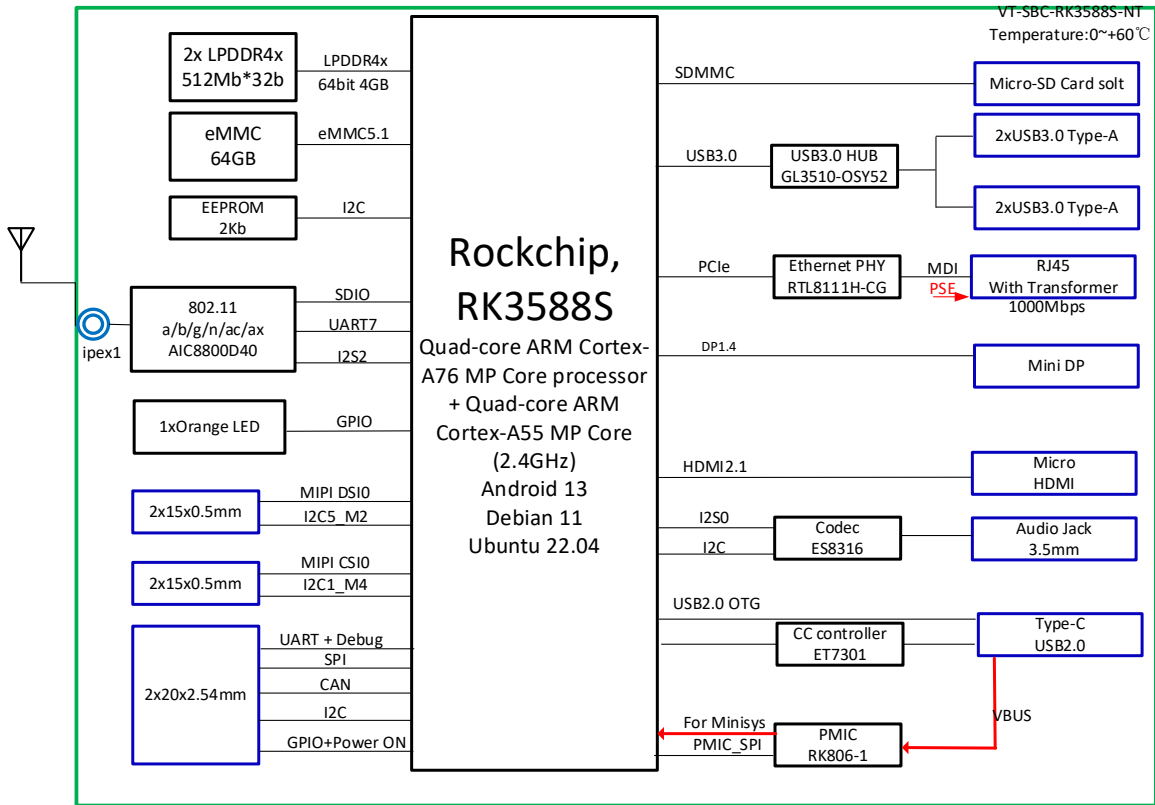 VT-SBC-RK3588S-NT
Temperature:0~+60℃
2x LPDDR4x
512Mb*32b
LPDDR4x
64bit 4GB
eMMC
64GB
eMMC5.1
EEPROM
2Kb
I2C
ipex1
802.11
a/b/g/n/ac/ax
AIC8800D40
SDIO
UART7
I2S2
1xOrange LED
GPIO
2x15x0.5mm
MIPI DSI0
I2C5_M2
2x15x0.5mm
MIPI CSI0
I2C1_M4
2x20x2.54mm
UART + Debug
SPI
CAN
I2C
GPIO+Power ON
Rockchip,
RK3588S
Quad-core ARM Cortex-
A76 MP Core processor
+ Quad-core ARM
Cortex-A55 MP Core
(2.4GHz)
Android 13
Debian 11
Ubuntu 22.04
SDMMC
Micro-SD Card solt
USB3.0
USB3.0 HUB
GL3510-OSY52
2xUSB3.0 Type-A
2xUSB3.0 Type-A
PCIe
Ethernet PHY
RTL8111H-CG
MDI
PSE
RJ45
With Transformer
1000Mbps
DP1.4
Mini DP
HDMI2.1
Micro
HDMI
I2S0
I2C
Codec
ES8316
Audio Jack
3.5mm
USB2.0 OTG
CC controller
ET7301
Type-C
USB2.0
VBUS
For Minisys
PMIC_SPI
PMIC
RK806-1